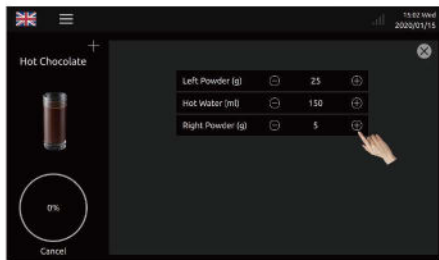 15:02 Wed
2020/01/15
Hot Chocolate
Left Powder (g) 25
Hot Water (ml) 150
Right Powder (g) 5
0%
Cancel